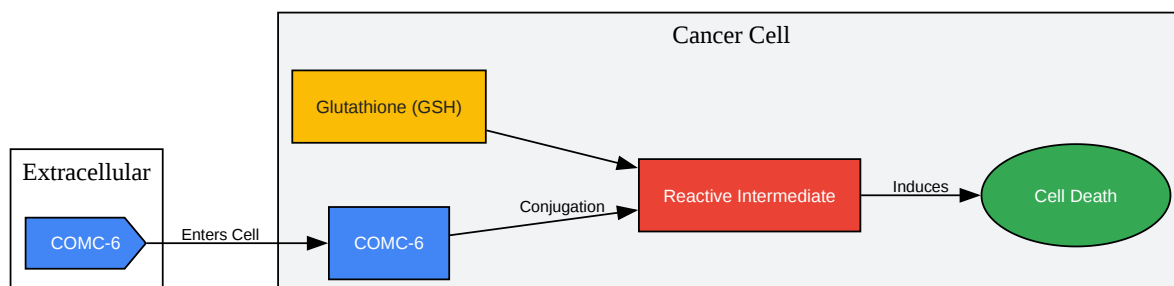 Cancer Cell
Glutathione (GSH)
Extracellular
COMC-6
Enters Cell
COMC-6
Conjugation
Reactive Intermediate
Induces
Cell Death